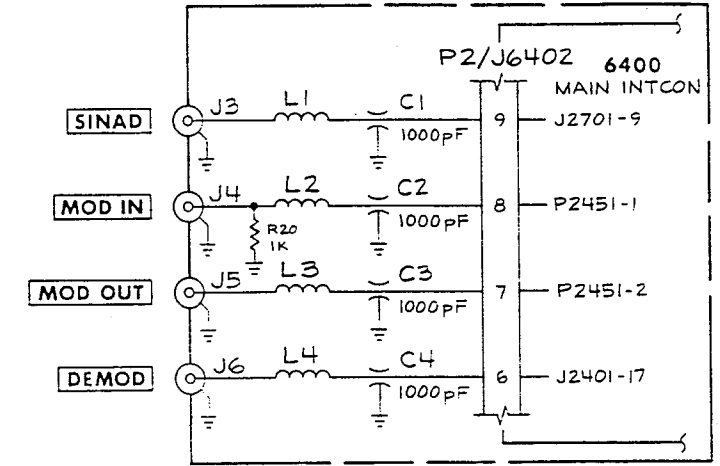 P2/J6402
6400
MAIN INTCON
SINAD
J3
L1
C1
1000pF
9
J2701-9
MOD IN
J4
L2
C2
1000pF
8
P2451-1
R20
1K
MOD OUT
J5
L3
C3
1000pF
7
P2451-2
DEMOD
J6
L4
C4
1000pF
6
J2401-17